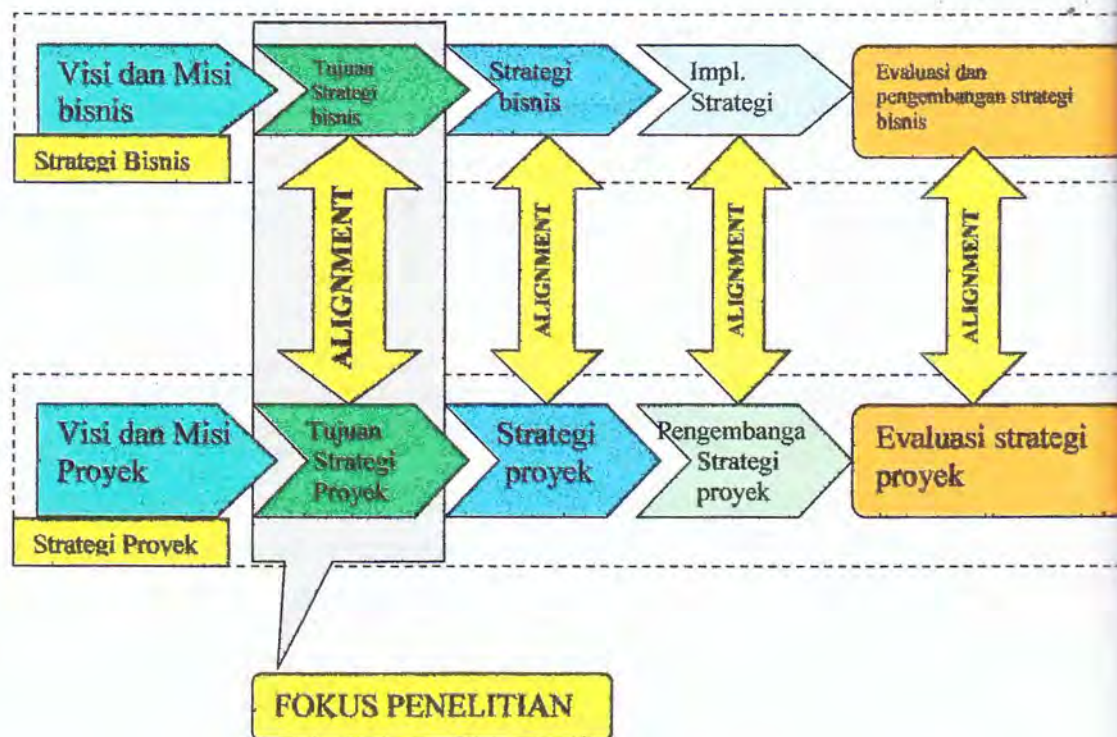 Visi dan Misi
bisnis
Tujuan
Strategi
bisnis
Strategi
bisnis
Impl.
Strategi
Evaluasi dan
pengembangan strategi
bisnis
Strategi Bisnis
ALIGNMENT
ALIGNMENT
ALIGNMENT
ALIGNMENT
Visi dan Misi
Proyek
Tujuan
Strategi
Proyek
Strategi
proyek
Pengembanga
Strategi
proyek
Evaluasi strategi
proyek
Strategi Proyek
FOKUS PENELITIAN